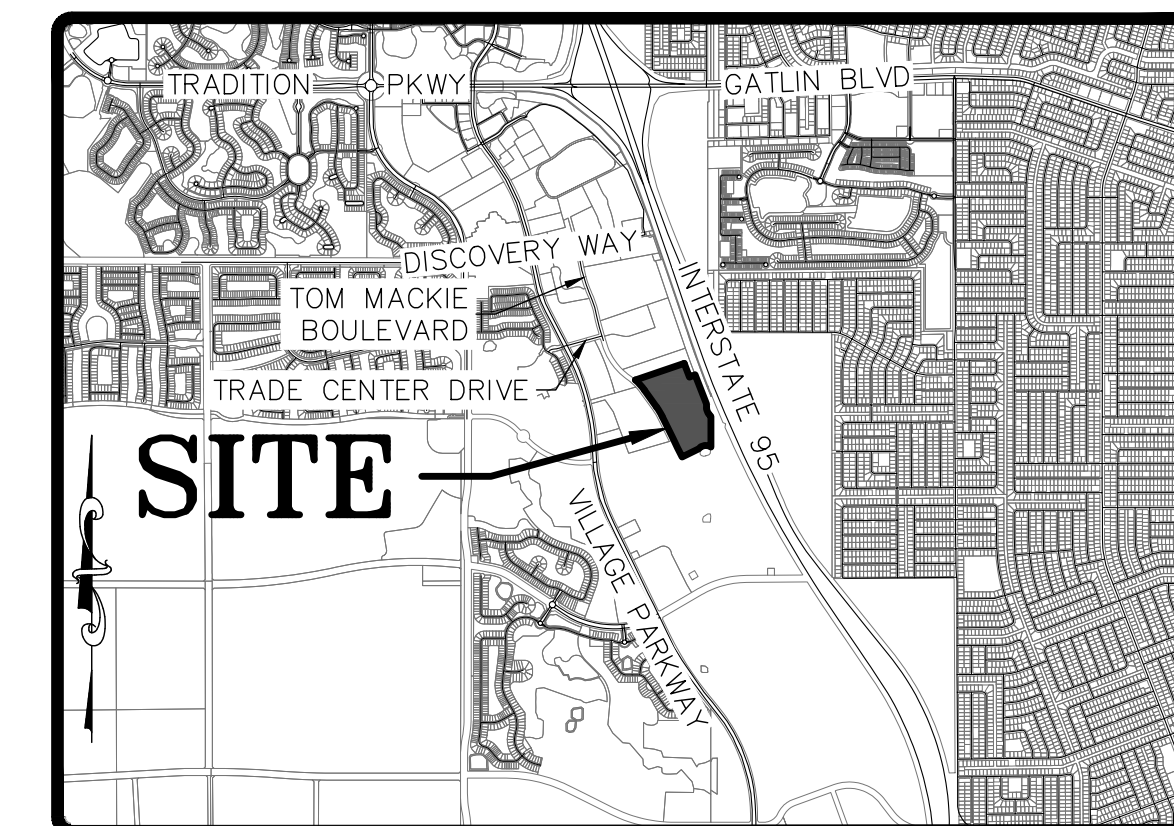 TRADITION PKWY
GATLIN BLVD
DISCOVERY WAY
TOM MACKIE
BOULEVARD
INTERSTATE 95
TRADE CENTER DRIVE
SITE
VILLAGE PARKWAY